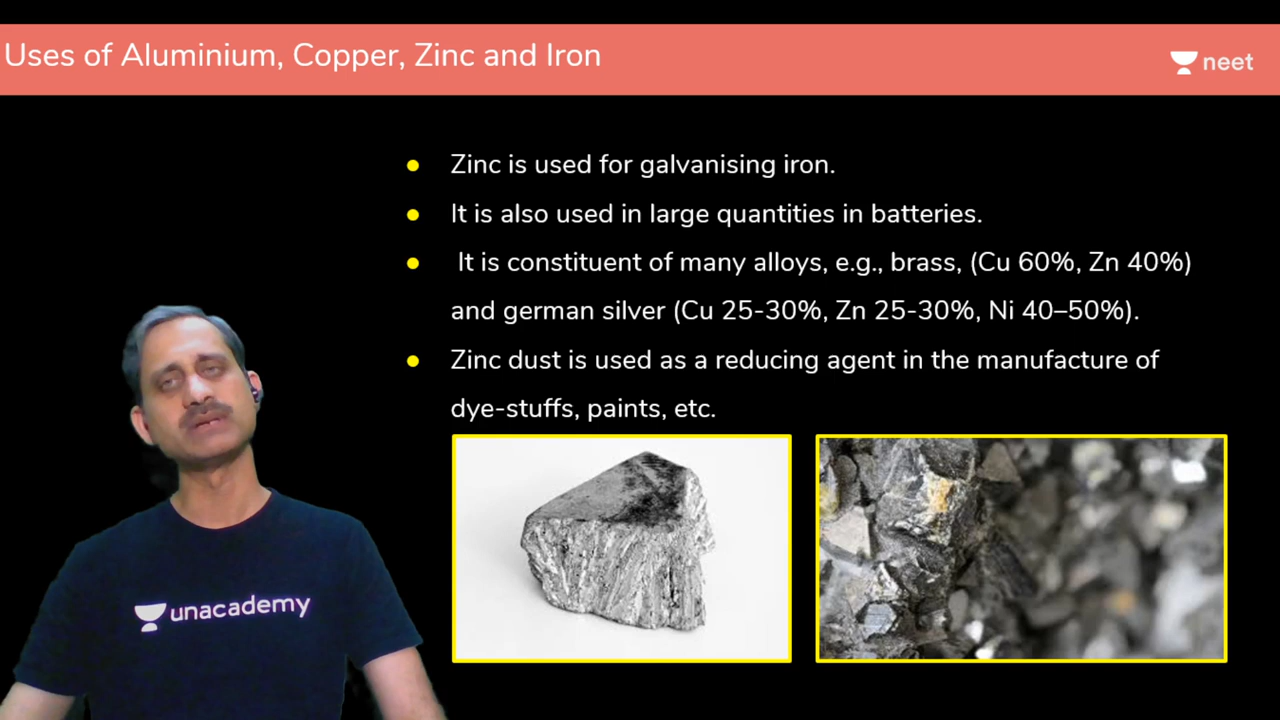 Uses of Aluminium, Copper, Zinc and Iron
neet
Zinc is used for galvanising iron.
It is also used in large quantities in batteries.
It is constituent of many alloys, e.g., brass, (Cu 60%, Zn 40%)
and german silver (Cu 25-30%, Zn 25-30%, Ni 40–50%).
Zinc dust is used as a reducing agent in the manufacture of
dye-stuffs, paints, etc.
unacademy